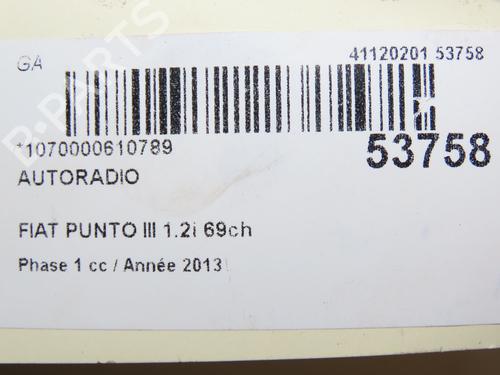 GA 41120201 53758
*1070000610789 53758
AUTORADIO
FIAT PUNTO III 1.2i 69ch
Phase 1 cc / Année 2013
B-PARTS